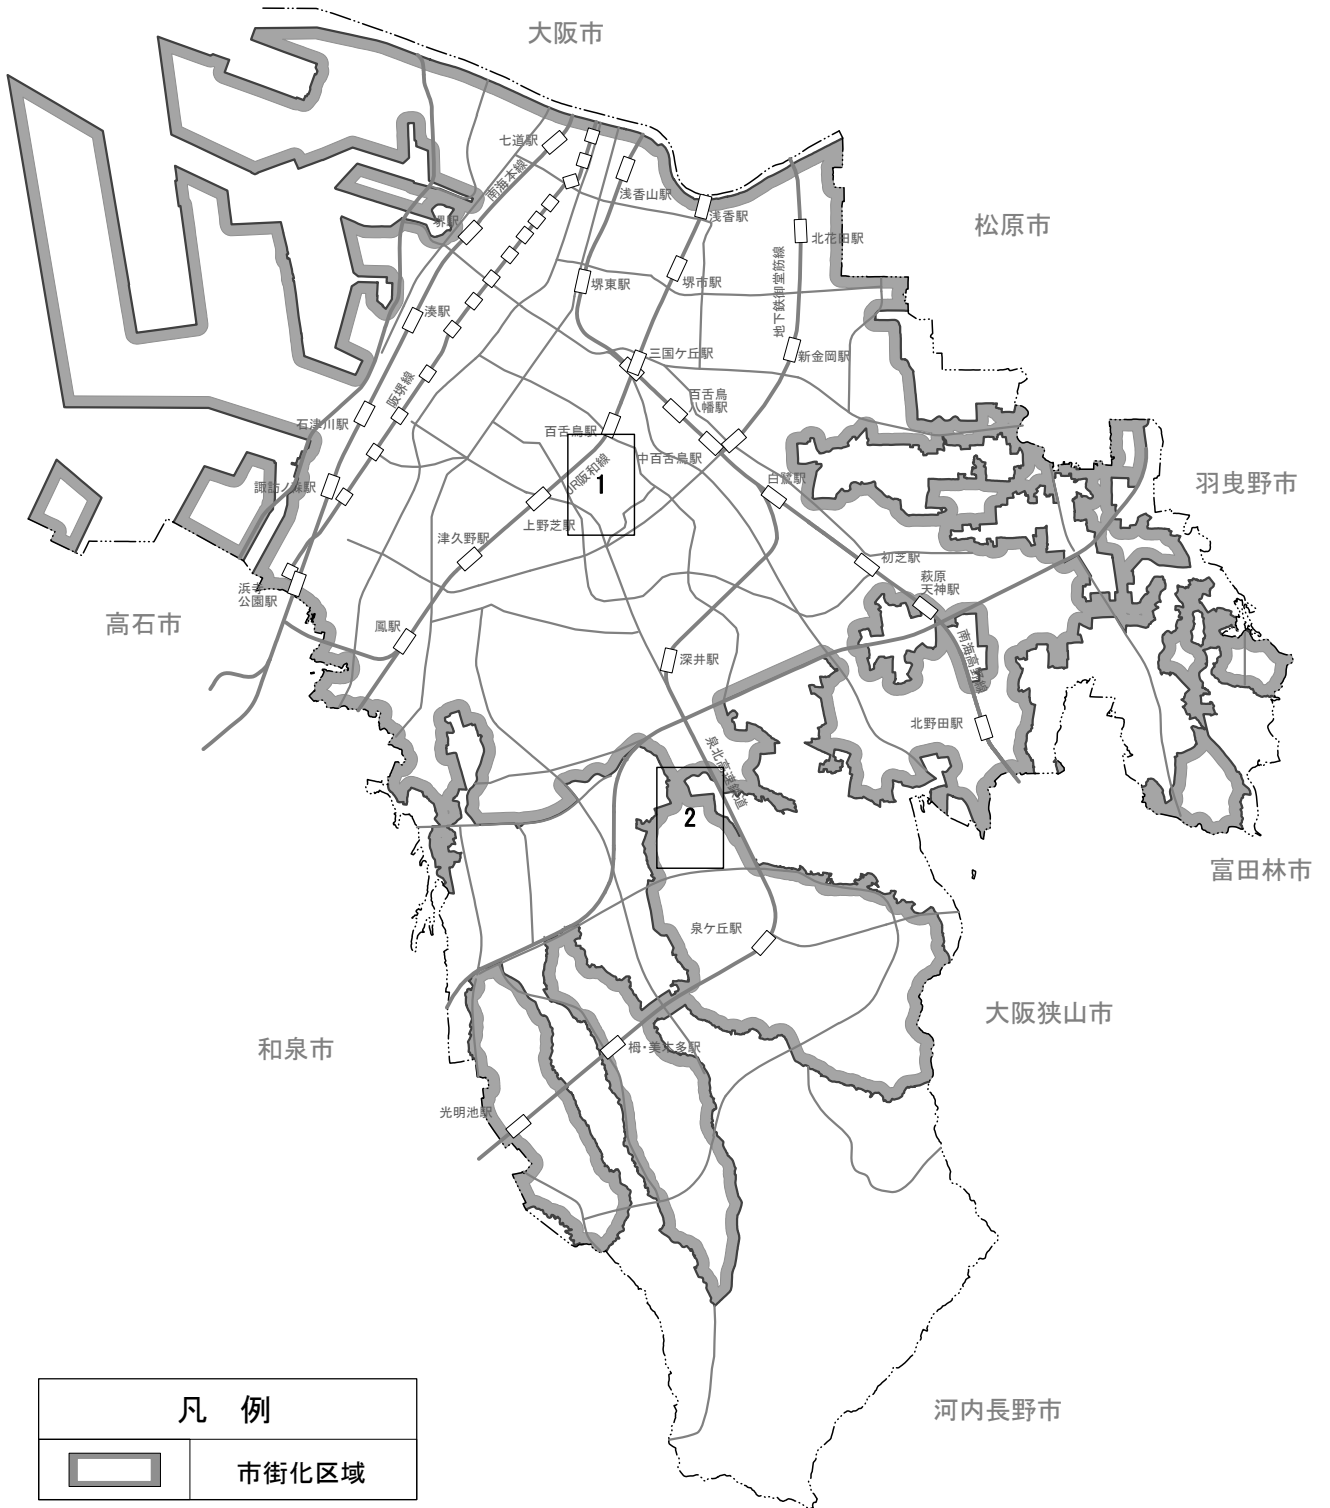 大阪市
七道駅
南海本線
浅香山駅
浅香駅
堺駅
北花田駅
松原市
地下鉄御堂筋線
堺東駅
堺市駅
湊駅
三国ケ丘駅
新金岡駅
阪堺線
百舌鳥
八幡駅
石津川駅
百舌鳥駅
中百舌鳥駅
JR阪和線
1
諏訪ノ森駅
白鷺駅
羽曳野市
上野芝駅
津久野駅
初芝駅
萩原
天神駅
浜寺
公園駅
高石市
鳳駅
深井駅
南海高野線
北野田駅
泉北高速鉄道
2
富田林市
泉ケ丘駅
大阪狭山市
和泉市
栂・美木多駅
光明池駅
河内長野市
凡 例
市街化区域